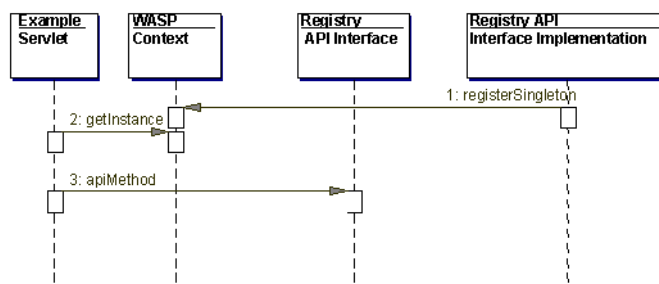 Example
Servlet
WASP
Context
Registry
API Interface
Registry API
Interface Implementation
1: registerSingleton
2: getInstance
3: apiMethod